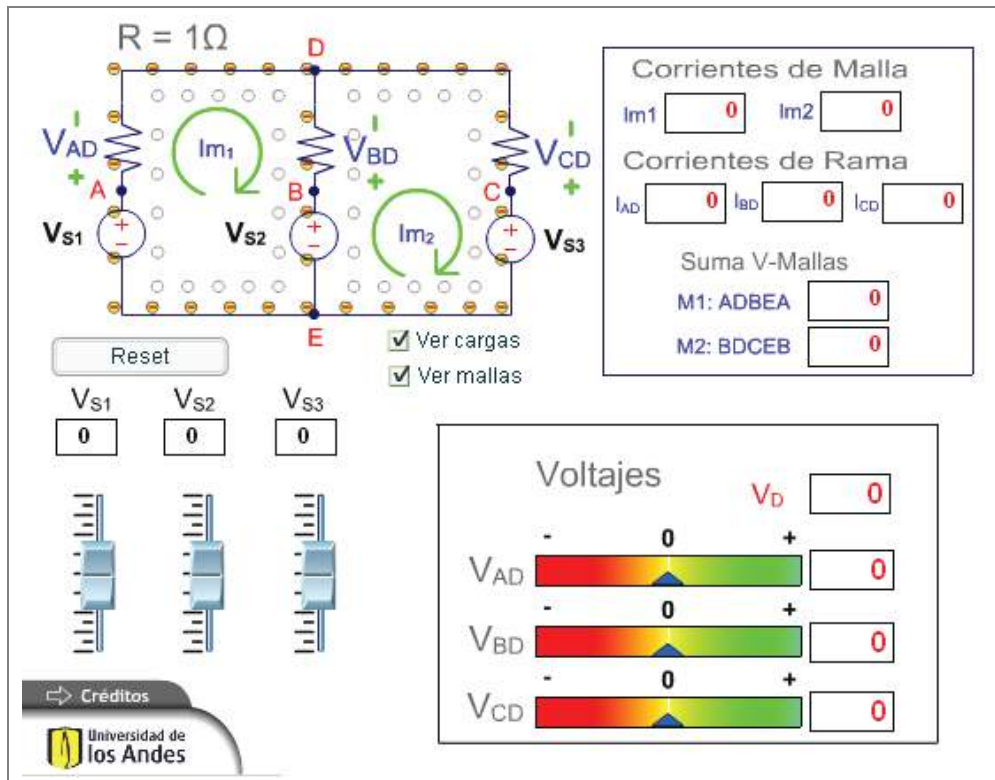 R = 1Ω
D
VAD
Im1
VBD
VCD
A
B
C
VS1
VS2
Im2
VS3
E
Reset
Ver cargas
Ver mallas
Corrientes de Malla
Im1 0 Im2 0
Corrientes de Rama
IAD 0 IBD 0 ICD 0
Suma V-Mallas
M1: ADBEA 0
M2: BDCEB 0
VS1 VS2 VS3
0 0 0
Voltajes
VD 0
- 0 +
VAD 0
- 0 +
VBD 0
- 0 +
VCD 0
Créditos
Universidad de
los Andes